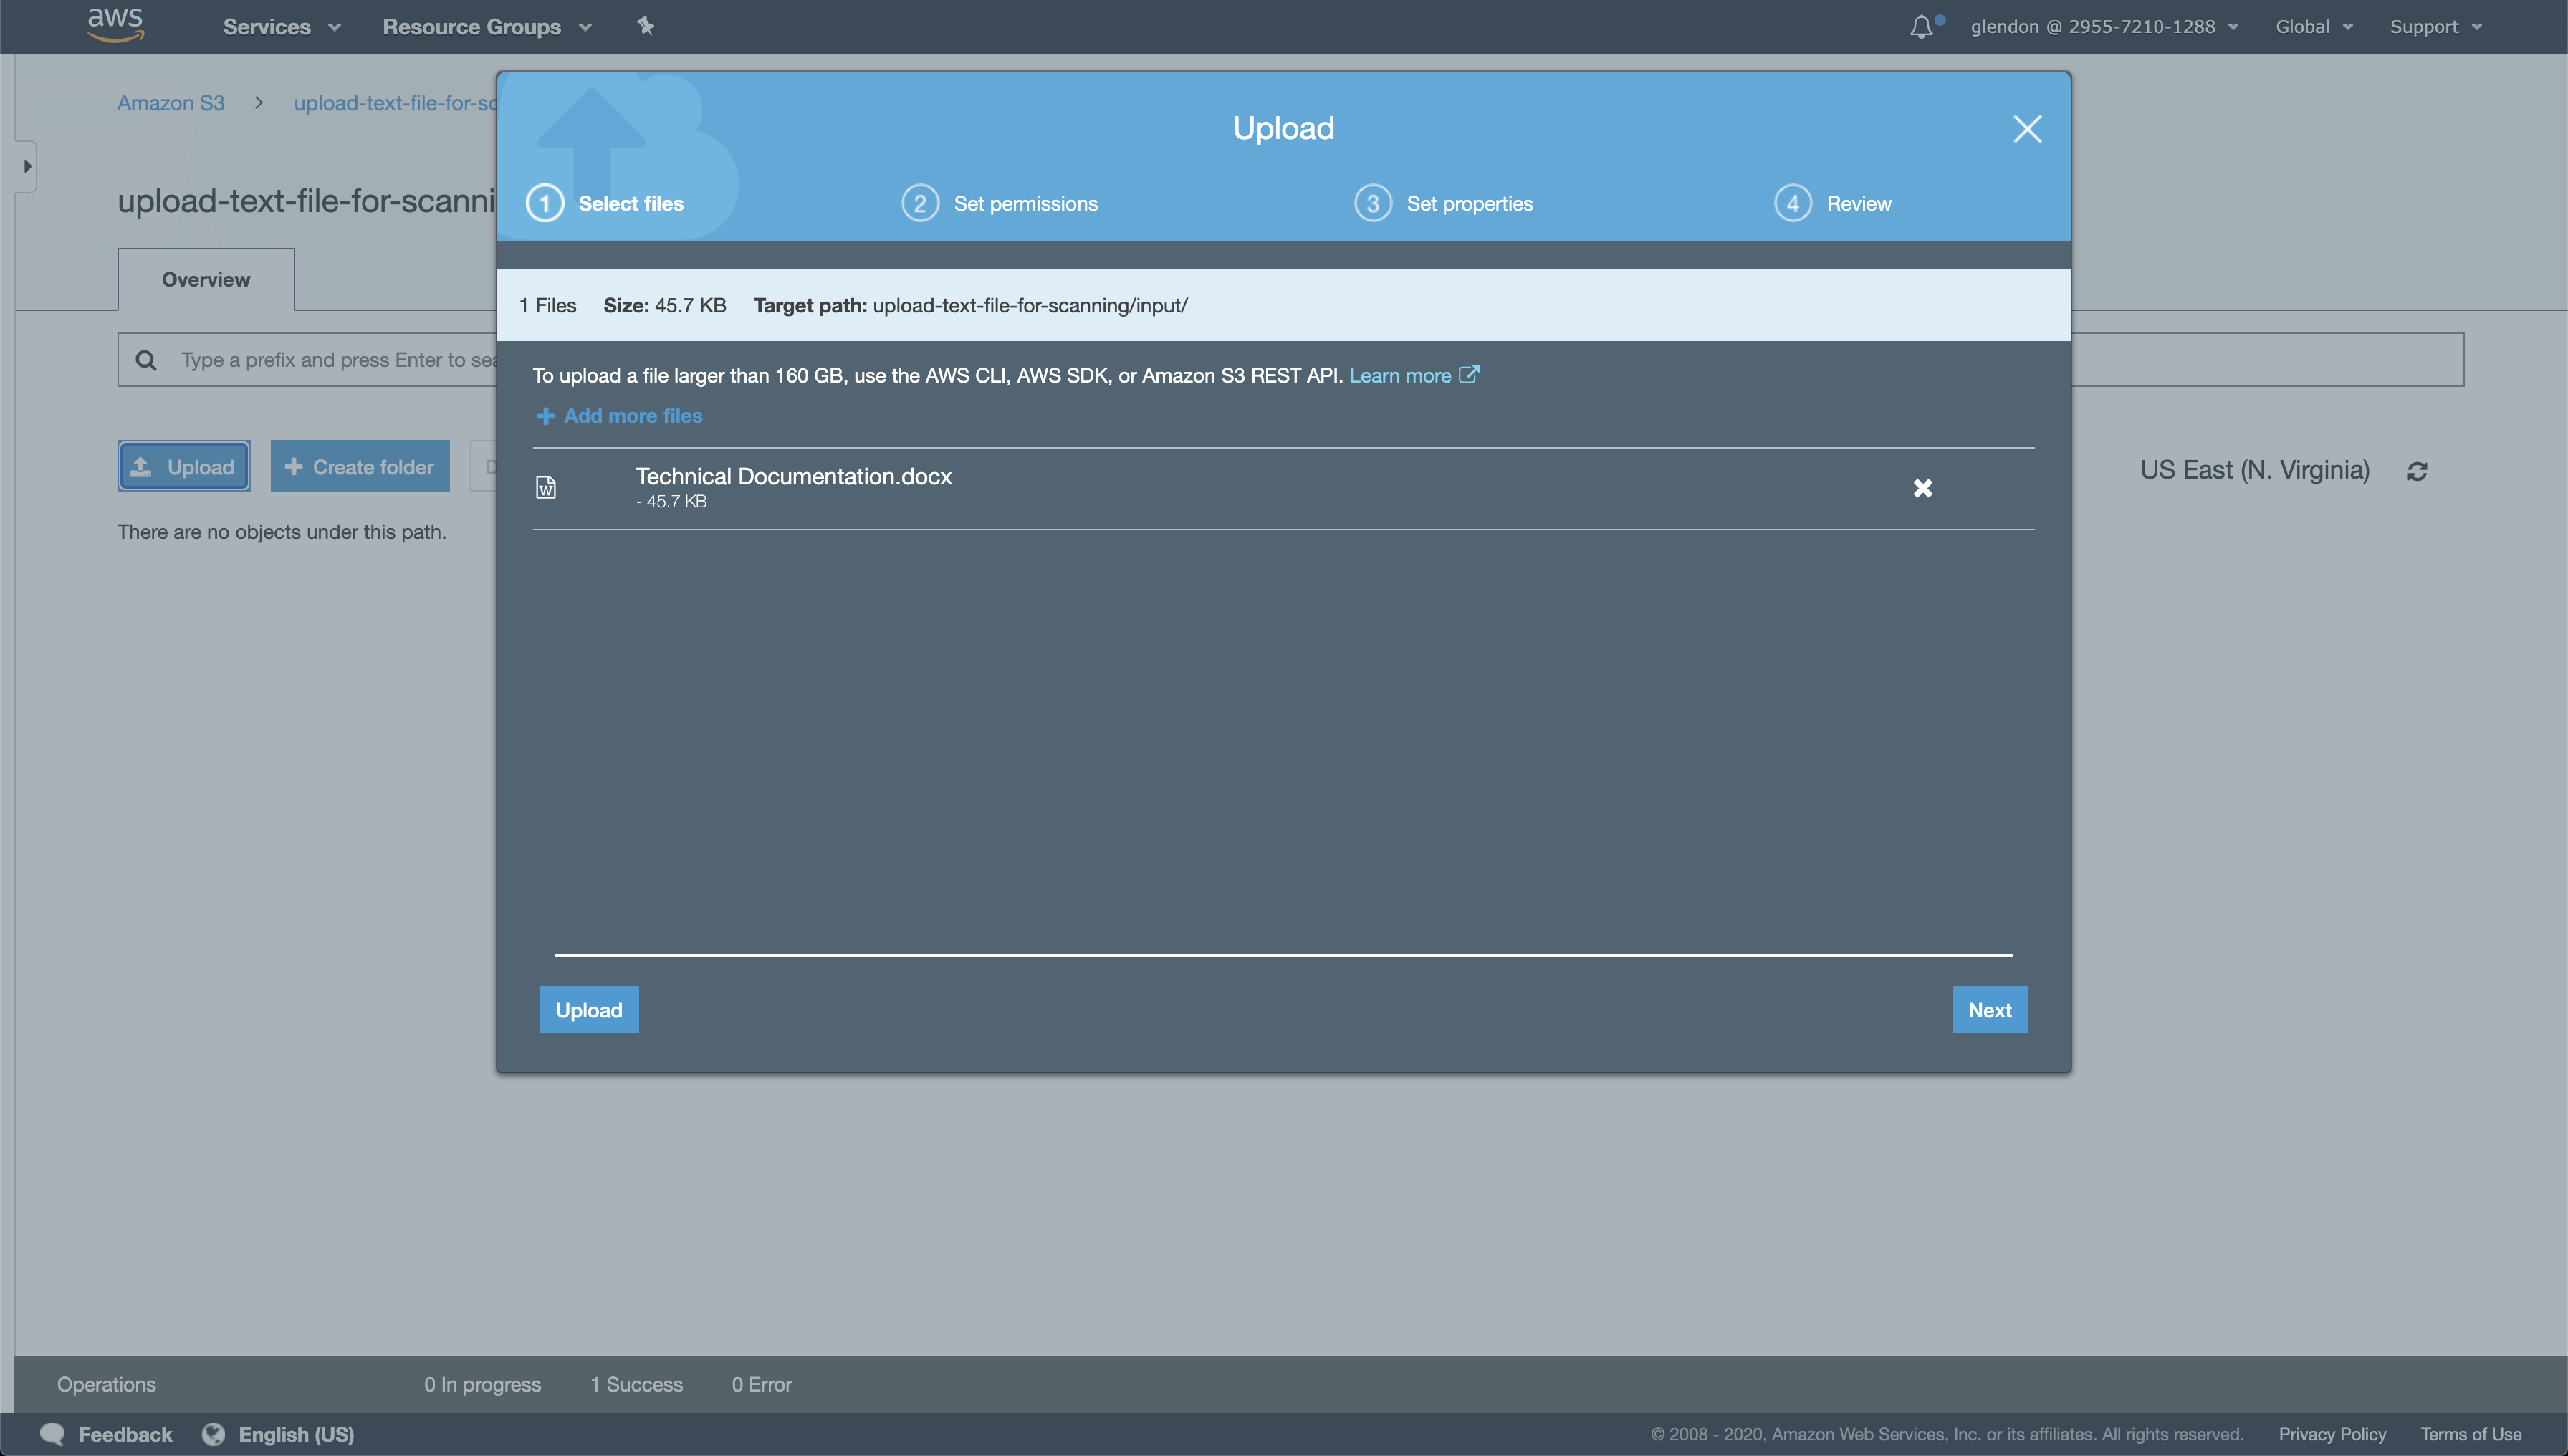 aws Services Resource Groups glendon @ 2955-7210-1288 Global Support
Amazon S3 > upload-text-file-for-sc
upload-text-file-for-scanni
Overview
Type a prefix and press Enter to sea
Upload Create folder D
US East (N. Virginia)
There are no objects under this path.
Upload
1 Select files 2 Set permissions 3 Set properties 4 Review
1 Files Size: 45.7 KB Target path: upload-text-file-for-scanning/input/
To upload a file larger than 160 GB, use the AWS CLI, AWS SDK, or Amazon S3 REST API. Learn more
Add more files
W
Technical Documentation.docx
- 45.7 KB
Upload Next
Operations 0 In progress 1 Success 0 Error
Feedback English (US) © 2008 - 2020, Amazon Web Services, Inc. or its affiliates. All rights reserved. Privacy Policy Terms of Use